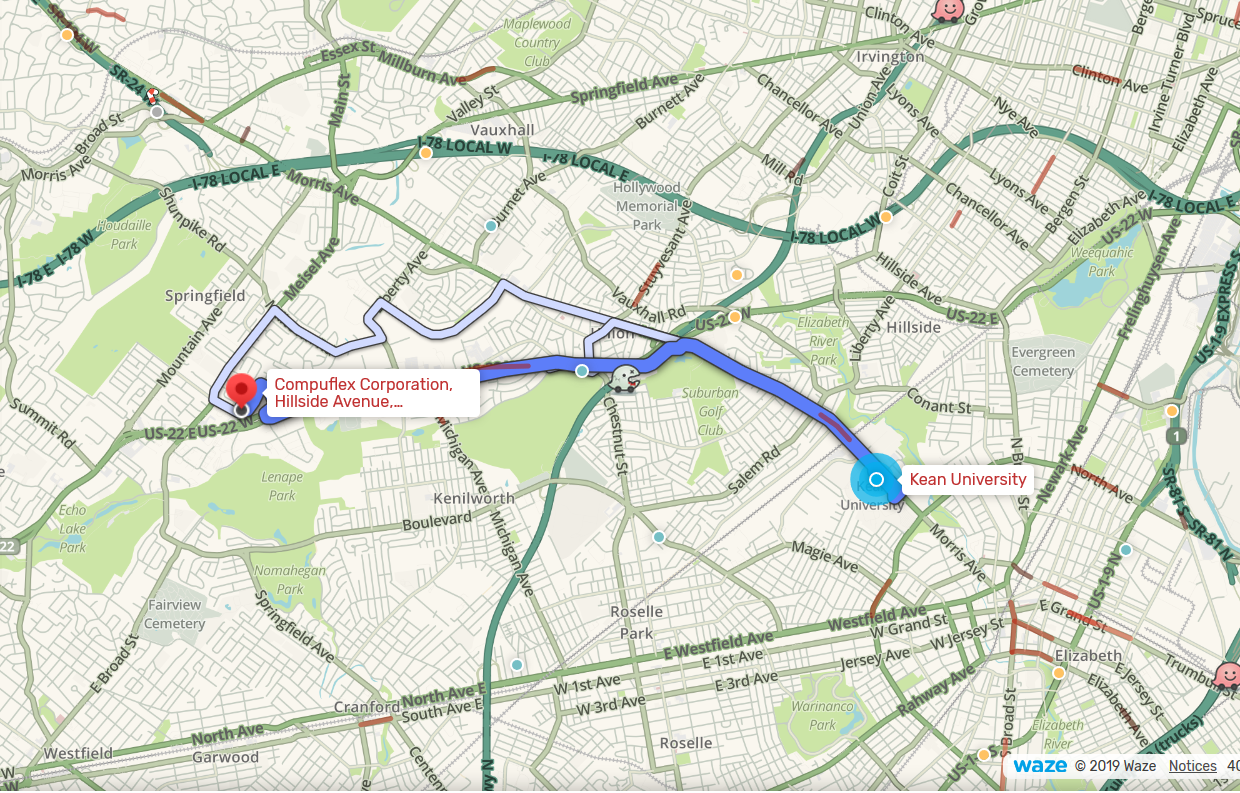 SR-24 W
Maplewood
Country
Club
Clinton Ave
Irvington
Essex St
Millburn Ave
SR-24
Main St
Valley St
Springfield Ave
Burnett Ave
Chancellor Ave
Union Ave
Lyons Ave
Nye Ave
Clinton Ave
Irvine Turner Blvd
Elizabeth Ave
Broad St
Vauxhall
I-78 LOCAL W
I-78 LOCAL E
Morris Ave
I-78 LOCAL E
Morris Ave
Mill Rd
Coit St
Lyons Ave
Bergen St
Chancellor Ave
Elizabeth Ave
I-78 LOCAL E
US-22 W
Hollywood
Memorial
Park
Stuyvesant Ave
I-78 LOCAL W
Shunpike Rd
Houdaille
Park
I-78 E
I-78 W
Meisel Ave
Weequahic
Park
Frelinghuysen Ave
US-1-9 EXPRESS S
Hillside Ave
Springfield
Mountain Ave
Vauxhall Rd
US-22 E
Elizabeth
River
Park
Liberty Ave
Hillside
Evergreen
Cemetery
Compuflex Corporation,
Hillside Avenue,…
Suburban
Golf
Club
Conant St
Summit Rd
US-22 E
US-22 W
Chestnut St
Michigan Ave
Salem Rd
Newark Ave
1
Kean University
University
North Ave
Lenape
Park
Kenilworth
Boulevard
Michigan Ave
Echo
Lake
Park
22
SR-81 S
SR-81 N
Magie Ave
Morris Ave
US-1-9 N
Nomahegan
Park
Fairview
Cemetery
Springfield Ave
Roselle
Park
Westfield Ave
E Westfield Ave
W Grand St
E Grand St
W Jersey St
Jersey Ave
Elizabeth
E Jersey St
Trumbull St
Elizabeth Ave
E Broad St
E 1st Ave
W 1st Ave
E 3rd Ave
W 3rd Ave
Rahway Ave
S Broad St
North Ave E
South Ave E
Cranford
Warinanco
Park
Elizabeth
River
North Ave
Westfield
Garwood
Roselle
(trucks)
waze © 2019 Waze Notices